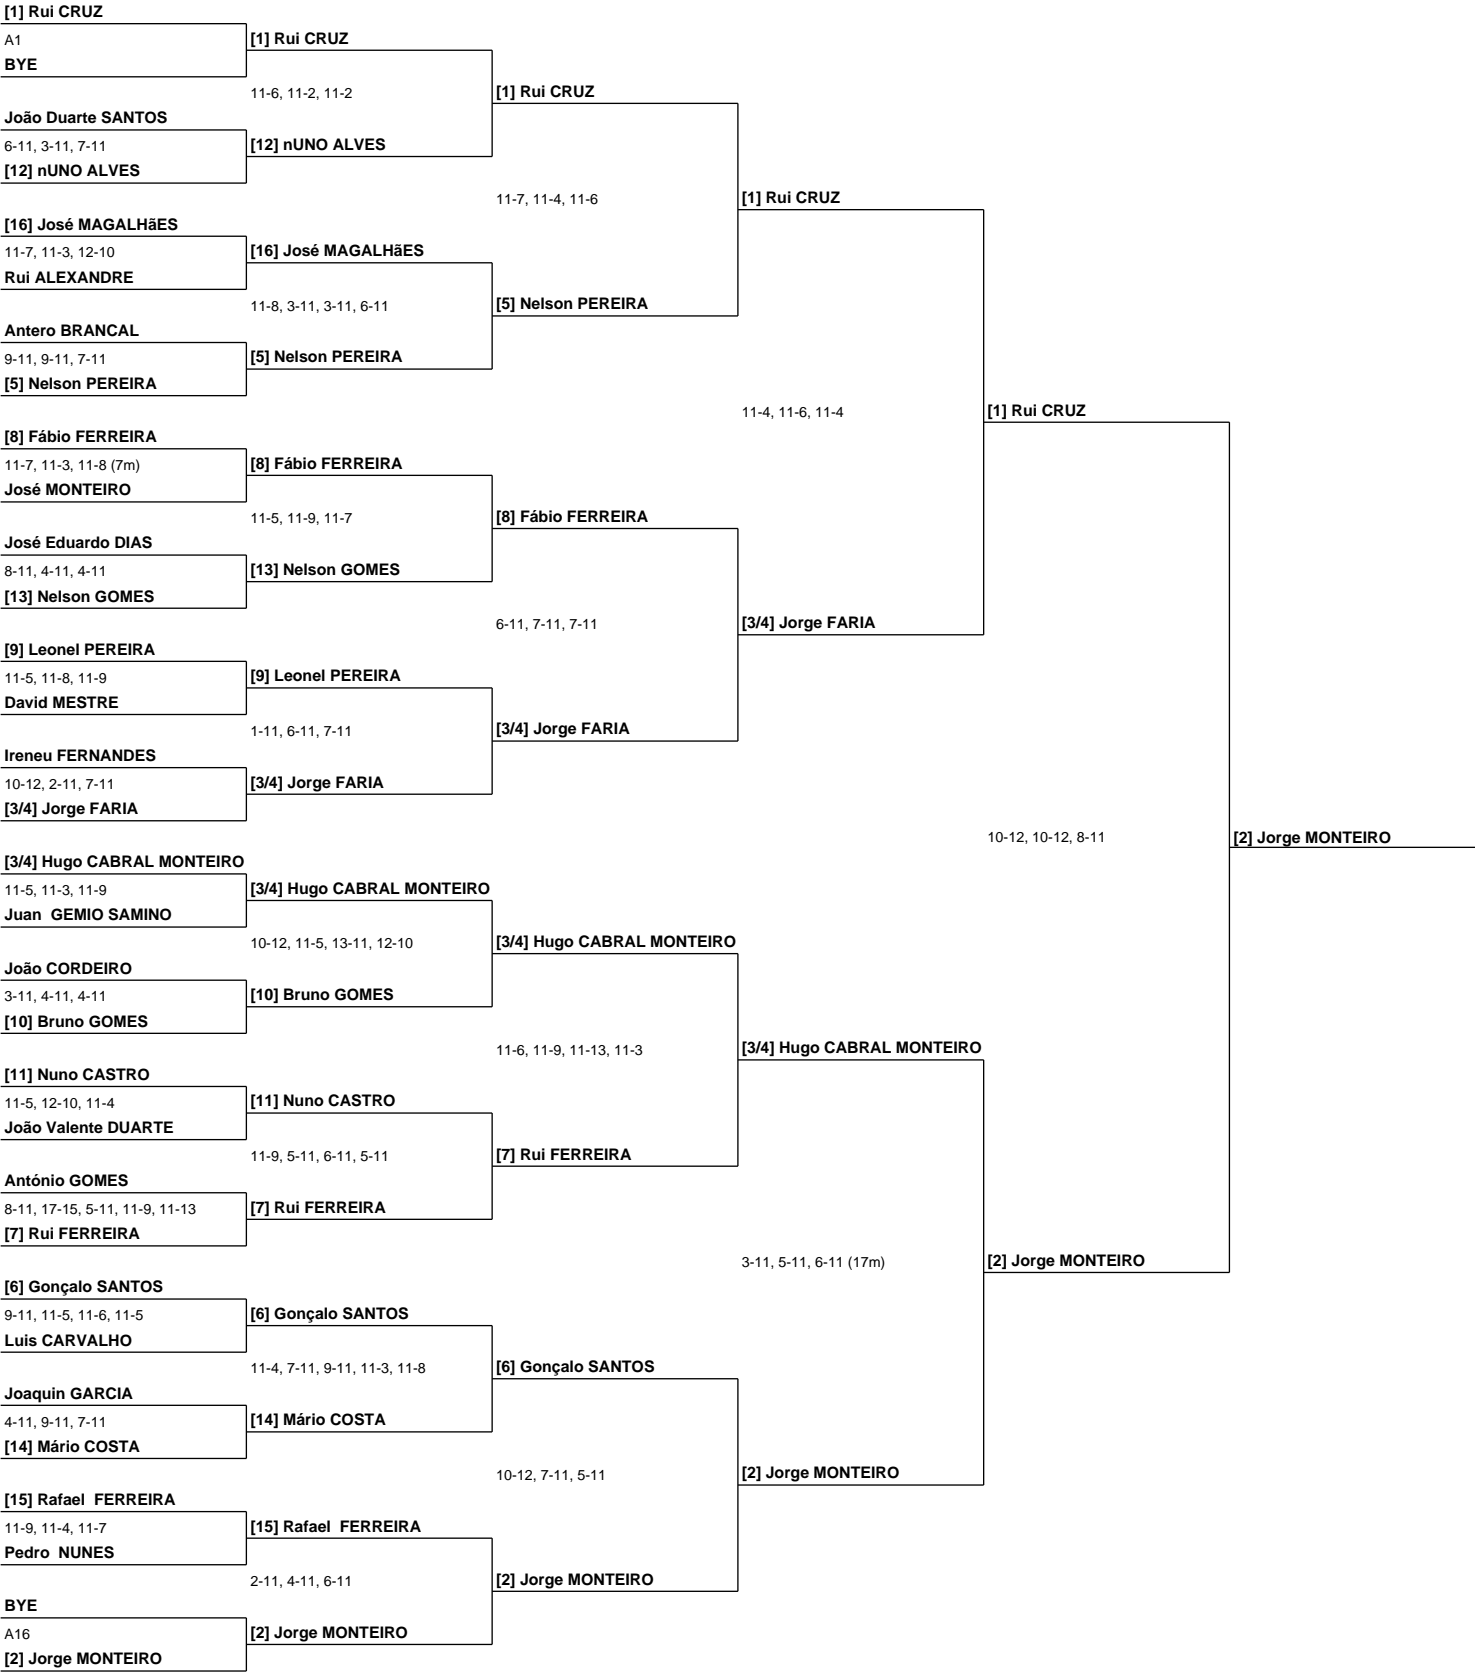 [1] Rui CRUZ
A1
BYE
João Duarte SANTOS
6-11, 3-11, 7-11
[12] nUNO ALVES
[16] José MAGALHãES
11-7, 11-3, 12-10
Rui ALEXANDRE
Antero BRANCAL
9-11, 9-11, 7-11
[5] Nelson PEREIRA
[8] Fábio FERREIRA
11-7, 11-3, 11-8 (7m)
José MONTEIRO
José Eduardo DIAS
8-11, 4-11, 4-11
[13] Nelson GOMES
[9] Leonel PEREIRA
11-5, 11-8, 11-9
David MESTRE
Ireneu FERNANDES
10-12, 2-11, 7-11
[3/4] Jorge FARIA
[3/4] Hugo CABRAL MONTEIRO
11-5, 11-3, 11-9
Juan  GEMIO SAMINO
João CORDEIRO
3-11, 4-11, 4-11
[10] Bruno GOMES
[11] Nuno CASTRO
11-5, 12-10, 11-4
João Valente DUARTE
António GOMES
8-11, 17-15, 5-11, 11-9, 11-13
[7] Rui FERREIRA
[6] Gonçalo SANTOS
9-11, 11-5, 11-6, 11-5
Luis CARVALHO
Joaquin GARCIA
4-11, 9-11, 7-11
[14] Mário COSTA
[15] Rafael  FERREIRA
11-9, 11-4, 11-7
Pedro  NUNES
BYE
A16
[2] Jorge MONTEIRO
[1] Rui CRUZ
11-6, 11-2, 11-2
[12] nUNO ALVES
[16] José MAGALHãES
11-8, 3-11, 3-11, 6-11
[5] Nelson PEREIRA
[8] Fábio FERREIRA
11-5, 11-9, 11-7
[13] Nelson GOMES
[9] Leonel PEREIRA
1-11, 6-11, 7-11
[3/4] Jorge FARIA
[3/4] Hugo CABRAL MONTEIRO
10-12, 11-5, 13-11, 12-10
[10] Bruno GOMES
[11] Nuno CASTRO
11-9, 5-11, 6-11, 5-11
[7] Rui FERREIRA
[6] Gonçalo SANTOS
11-4, 7-11, 9-11, 11-3, 11-8
[14] Mário COSTA
[15] Rafael  FERREIRA
2-11, 4-11, 6-11
[2] Jorge MONTEIRO
[1] Rui CRUZ
11-7, 11-4, 11-6
[5] Nelson PEREIRA
[8] Fábio FERREIRA
6-11, 7-11, 7-11
[3/4] Jorge FARIA
[3/4] Hugo CABRAL MONTEIRO
11-6, 11-9, 11-13, 11-3
[7] Rui FERREIRA
[6] Gonçalo SANTOS
10-12, 7-11, 5-11
[2] Jorge MONTEIRO
[1] Rui CRUZ
11-4, 11-6, 11-4
[3/4] Jorge FARIA
[3/4] Hugo CABRAL MONTEIRO
3-11, 5-11, 6-11 (17m)
[2] Jorge MONTEIRO
[1] Rui CRUZ
10-12, 10-12, 8-11
[2] Jorge MONTEIRO
[2] Jorge MONTEIRO